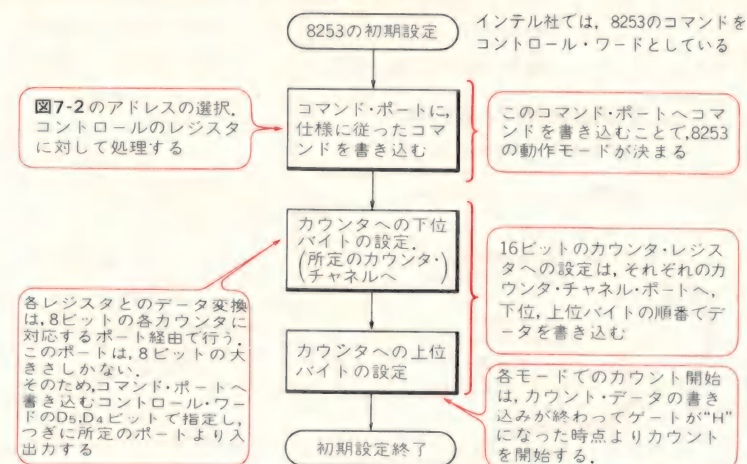 8253の初期設定
インテル社では，8253のコマンドを
コントロール・ワードとしている
図7-2のアドレスの選択．
コントロールのレジスタ
に対して処理する
コマンド・ポートに，
仕様に従ったコマ
ンドを書き込む
このコマンド・ポートへコマ
ンドを書き込むことで，8253
の動作モードが決まる
カウンタへの下位
バイトの設定．
(所定のカウンタ・
チャネルへ)
16ビットのカウンタ・レジス
タへの設定は，それぞれのカ
ウンタ・チャネル・ポートへ，
下位，上位バイトの順番でデ
ータを書き込む
各レジスタとのデータ変換
は，8ビットの各カウンタに
対応するポート経由で行う．
このポートは，8ビットの大
きさしかない．
そのため，コマンド・ポートへ
書き込むコントロール・ワー
ドのD₅，D₄ビットで指定し，
つぎに所定のポートより入
出力する
カウンタへの上位
バイトの設定
各モードでのカウント開始
は，カウント・データの書き
込みが終わってゲートが“H”
になった時点よりカウント
を開始する．
初期設定終了